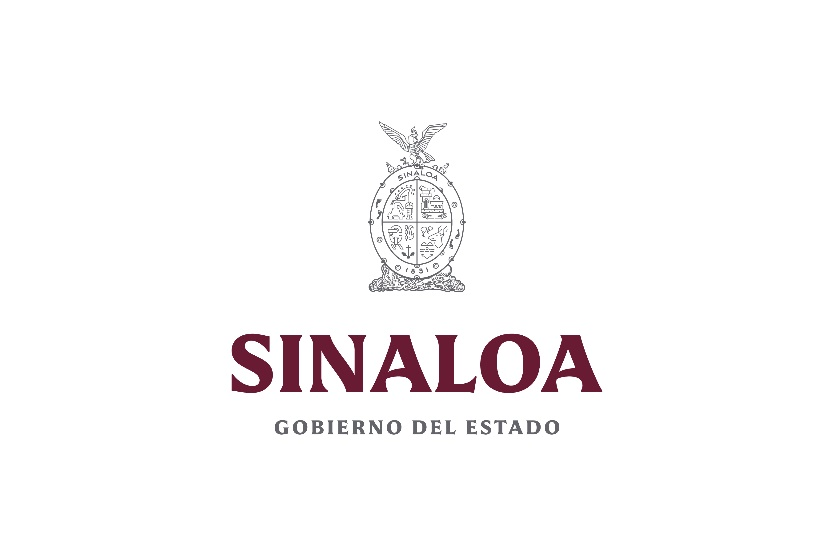 SINALOA
1831
SINALOA
GOBIERNO DEL ESTADO